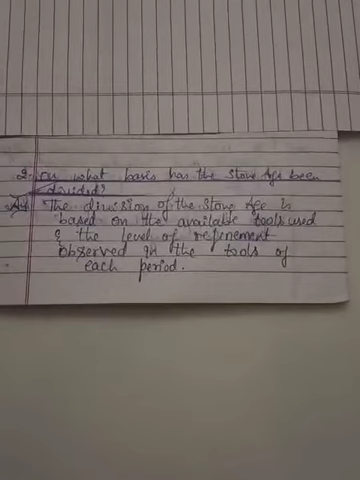 2. On what basis has the Stone Age been
divided?
A. The division of the Stone Age is
based on the available tools used
& the level of refinement
observed in the tools of
each period.